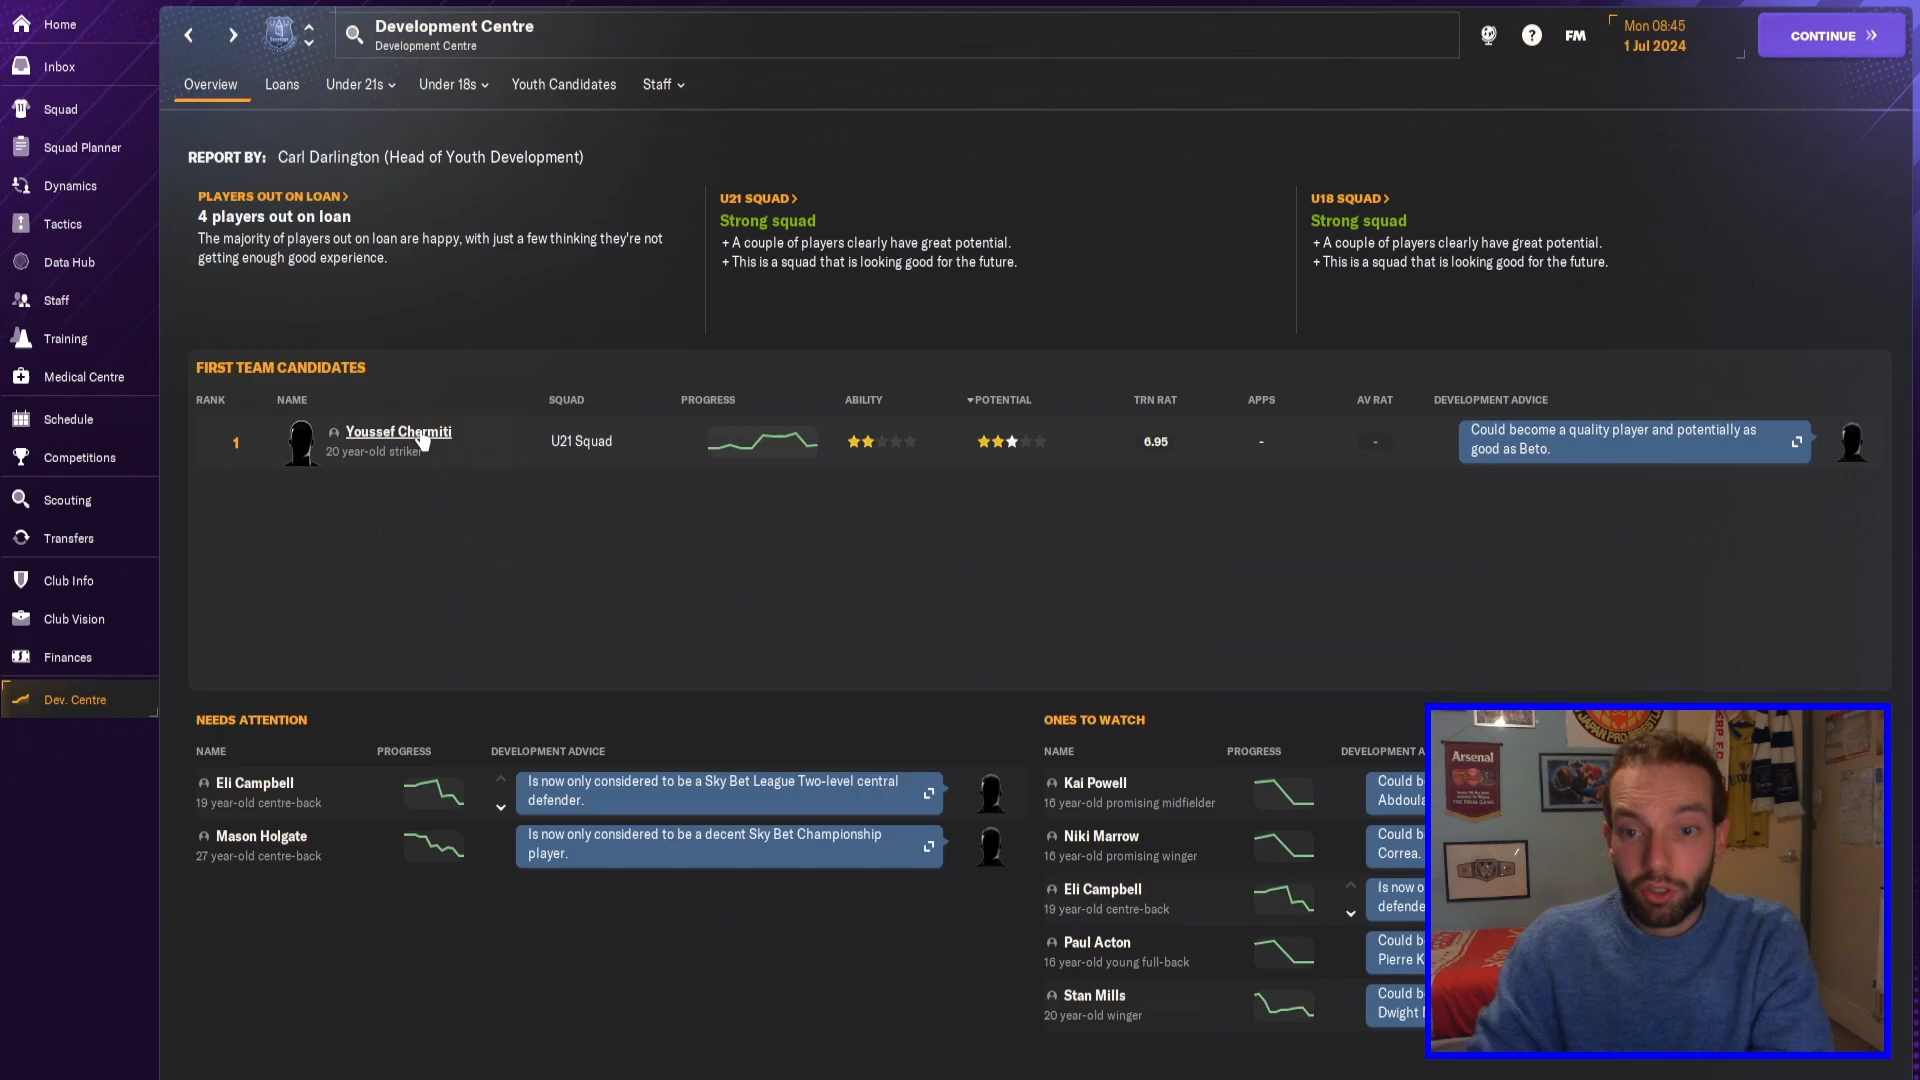 Home
Inbox
Squad
Squad Planner
Dynamics
Tactics
Data Hub
Staff
Training
Medical Centre
Schedule
Competitions
Scouting
Transfers
Club Info
Club Vision
Finances
Dev. Centre
Development Centre
Development Centre
FM
Mon 08:45
1 Jul 2024
CONTINUE
Overview Loans Under 21s Under 18s Youth Candidates Staff
REPORT BY: Carl Darlington (Head of Youth Development)
PLAYERS OUT ON LOAN >
4 players out on loan
The majority of players out on loan are happy, with just a few thinking they're not
getting enough good experience.
U21 SQUAD >
Strong squad
+ A couple of players clearly have great potential.
+ This is a squad that is looking good for the future.
U18 SQUAD >
Strong squad
+ A couple of players clearly have great potential.
+ This is a squad that is looking good for the future.
FIRST TEAM CANDIDATES
RANK NAME SQUAD PROGRESS ABILITY POTENTIAL TRN RAT APPS AV RAT DEVELOPMENT ADVICE
1 Youssef Chermiti U21 Squad 6.95 - -
20 year-old striker
Could become a quality player and potentially as
good as Beto.
NEEDS ATTENTION
NAME PROGRESS DEVELOPMENT ADVICE
Eli Campbell
19 year-old centre-back
Is now only considered to be a Sky Bet League Two-level central
defender.
Mason Holgate
27 year-old centre-back
Is now only considered to be a decent Sky Bet Championship
player.
ONES TO WATCH
NAME PROGRESS DEVELOPMENT A
Kai Powell
16 year-old promising midfielder
Could b
Abdoula
Niki Marrow
16 year-old promising winger
Could b
Correa.
Eli Campbell
19 year-old centre-back
Is now o
defende
Paul Acton
16 year-old young full-back
Could b
Pierre K
Stan Mills
20 year-old winger
Could b
Dwight
Arsenal